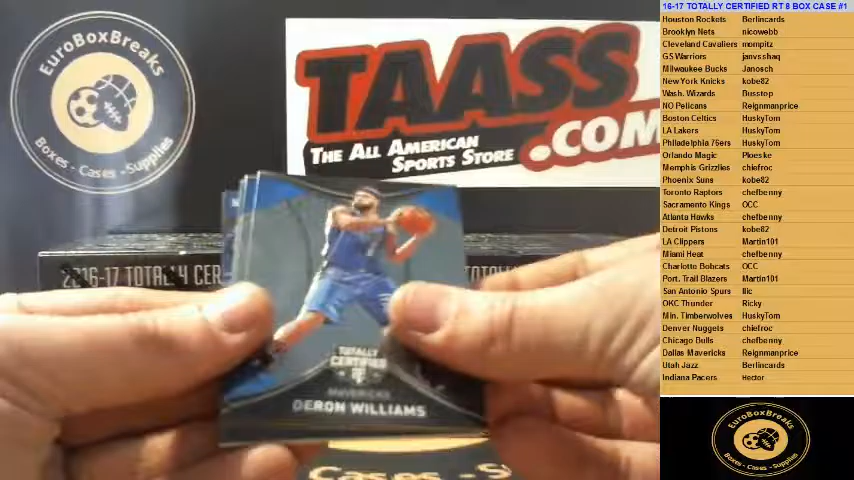 EuroBoxBreaks
Boxes - Cases - Supplies
TAASS
.COM
THE ALL AMERICAN
SPORTS STORE
2016-17 TOTALLY CER
TOTALLY
CERTIFIED
MAVERICKS
DERON WILLIAMS
Cases - S
16-17 TOTALLY CERTIFIED RT 8 BOX CASE #1
Houston Rockets Berlincards
Brooklyn Nets nicowebb
Cleveland Cavaliers mompitz
GS Warriors janvsshaq
Milwaukee Bucks Janosch
New York Knicks kobe82
Wash. Wizards Busstop
NO Pelicans Reignmanprice
Boston Celtics HuskyTom
LA Lakers HuskyTom
Philadelphia 76ers HuskyTom
Orlando Magic Ploeske
Memphis Grizzlies chiefroc
Phoenix Suns kobe82
Toronto Raptors chefbenny
Sacramento Kings OCC
Atlanta Hawks chefbenny
Detroit Pistons kobe82
LA Clippers Martin101
Miami Heat chefbenny
Charlotte Bobcats OCC
Port. Trail Blazers Martin101
San Antonio Spurs Ilic
OKC Thunder Ricky
Min. Timberwolves HuskyTom
Denver Nuggets chiefroc
Chicago Bulls chefbenny
Dallas Mavericks Reignmanprice
Utah Jazz Berlincards
Indiana Pacers Hector
EuroBoxBreaks
Boxes - Cases - Supplies